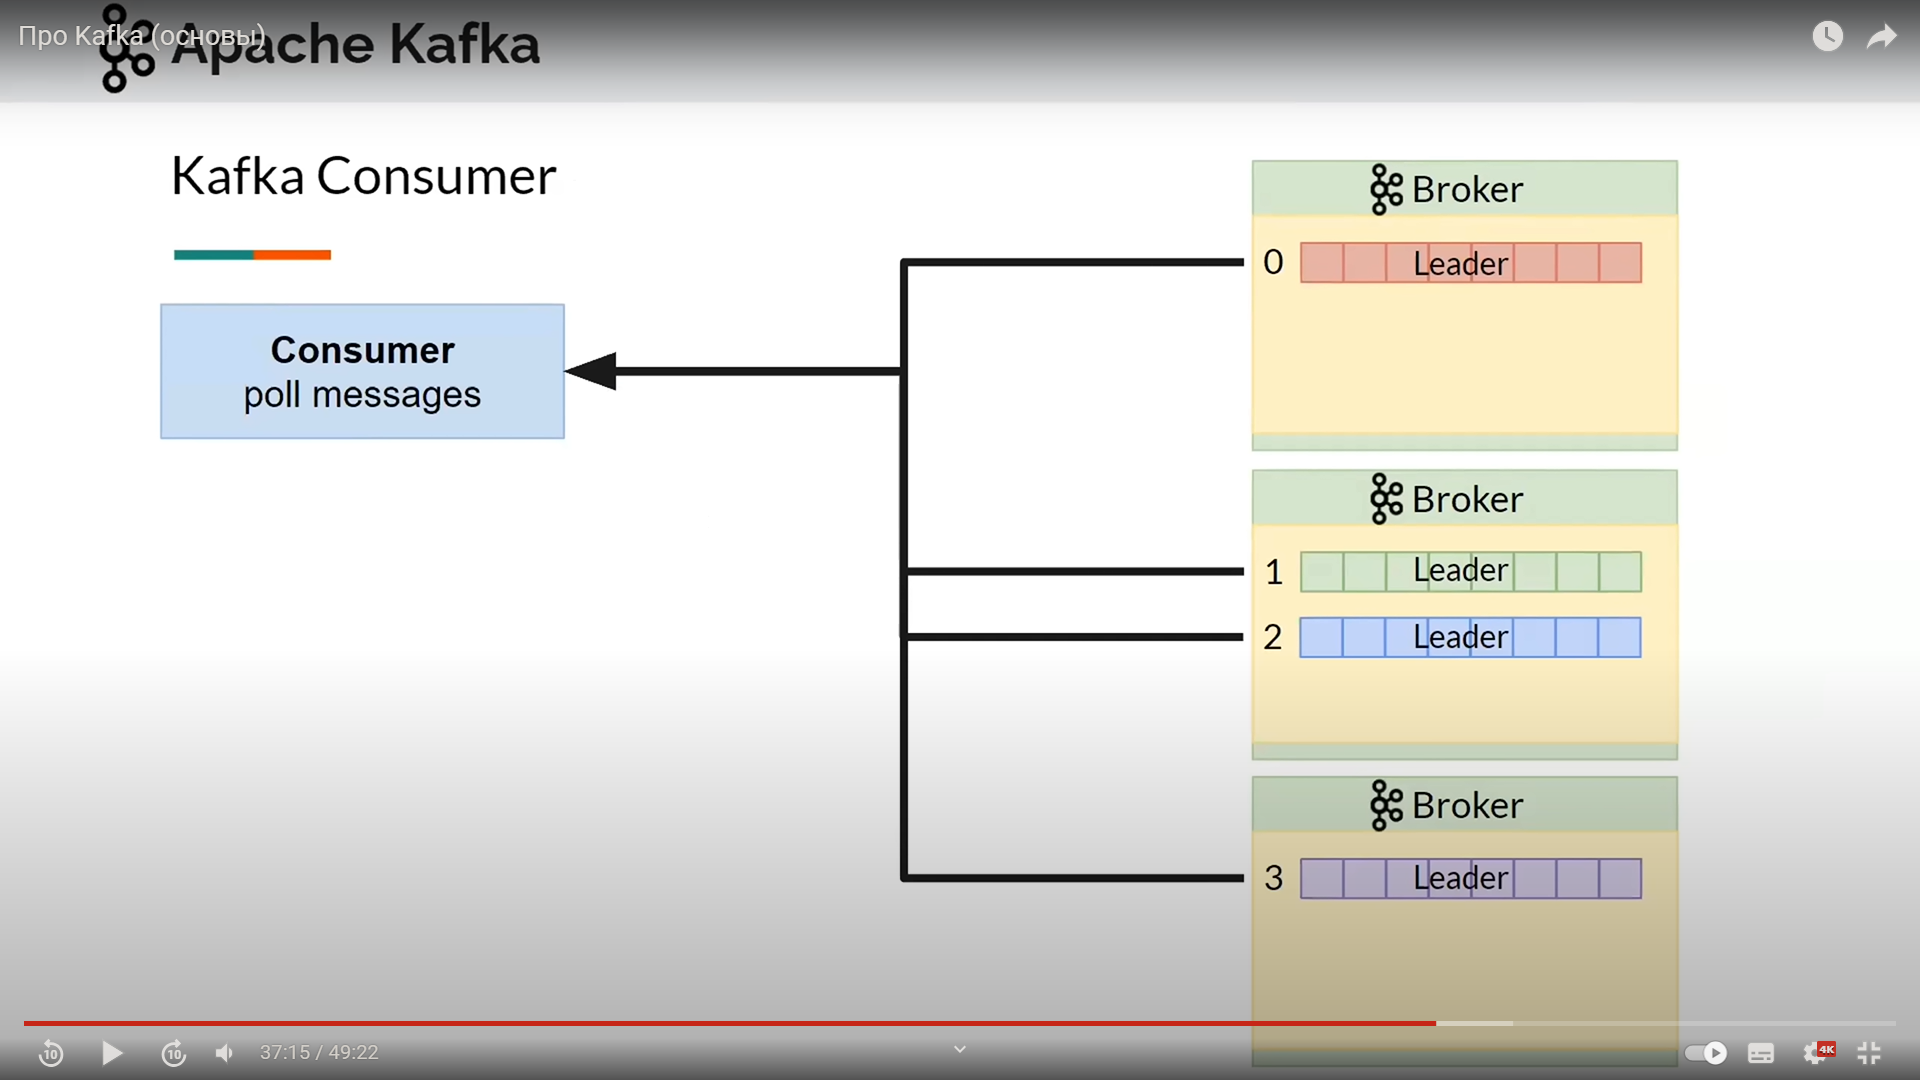 Про Kafka (основы)
Apache Kafka
Kafka Consumer
Consumer
poll messages
Broker
0 Leader
Broker
1 Leader
2 Leader
Broker
3 Leader
10
10
37:15 / 49:22
4K